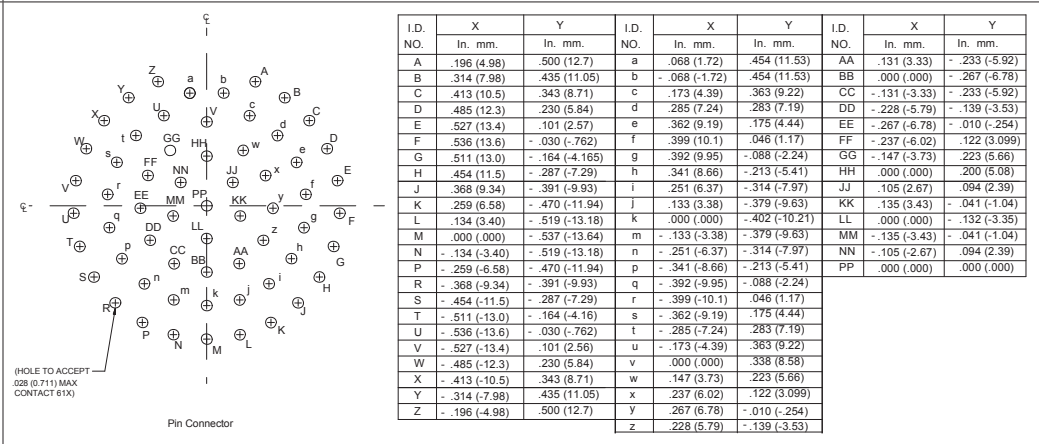 ℄
Z a b A
Y B
X U V c C
W t GG HH w d D
s FF NN JJ x e E
V r EE MM PP KK y f F
℄
U q DD LL z g
T p CC BB AA h G
S n m k j i H
R P N M L K J
(HOLE TO ACCEPT
.028 (0.711) MAX
CONTACT 61X)
Pin Connector
I.D. X Y I.D. X Y I.D. X Y
NO. In. mm. In. mm. NO. In. mm. In. mm. NO. In. mm. In. mm.
A .196 (4.98) .500 (12.7) a .068 (1.72) .454 (11.53) AA .131 (3.33) - .233 (-5.92)
B .314 (7.98) .435 (11.05) b - .068 (-1.72) .454 (11.53) BB .000 (.000) - .267 (-6.78)
C .413 (10.5) .343 (8.71) c .173 (4.39) .363 (9.22) CC -.131 (-3.33) - .233 (-5.92)
D .485 (12.3) .230 (5.84) d .285 (7.24) .283 (7.19) DD -.228 (-5.79) - .139 (-3.53)
E .527 (13.4) .101 (2.57) e .362 (9.19) .175 (4.44) EE -.267 (-6.78) - .010 (-.254)
F .536 (13.6) - .030 (-.762) f .399 (10.1) .046 (1.17) FF -.237 (-6.02) .122 (3.099)
G .511 (13.0) - .164 (-4.165) g .392 (9.95) -.088 (-2.24) GG -.147 (-3.73) .223 (5.66)
H .454 (11.5) - .287 (-7.29) h .341 (8.66) -.213 (-5.41) HH .000 (.000) .200 (5.08)
J .368 (9.34) - .391 (-9.93) i .251 (6.37) -.314 (-7.97) JJ .105 (2.67) .094 (2.39)
K .259 (6.58) - .470 (-11.94) j .133 (3.38) -.379 (-9.63) KK .135 (3.43) - .041 (-1.04)
L .134 (3.40) - .519 (-13.18) k .000 (.000) -.402 (-10.21) LL .000 (.000) - .132 (-3.35)
M .000 (.000) - .537 (-13.64) m - .133 (-3.38) -.379 (-9.63) MM -.135 (-3.43) - .041 (-1.04)
N - .134 (-3.40) - .519 (-13.18) n - .251 (-6.37) -.314 (-7.97) NN -.105 (-2.67) .094 (2.39)
P - .259 (-6.58) - .470 (-11.94) p - .341 (-8.66) -.213 (-5.41) PP .000 (.000) .000 (.000)
R - .368 (-9.34) - .391 (-9.93) q - .392 (-9.95) -.088 (-2.24)
S - .454 (-11.5) - .287 (-7.29) r - .399 (-10.1) .046 (1.17)
T - .511 (-13.0) - .164 (-4.16) s - .362 (-9.19) .175 (4.44)
U - .536 (-13.6) - .030 (-.762) t - .285 (-7.24) .283 (7.19)
V - .527 (-13.4) .101 (2.56) u - .173 (-4.39) .363 (9.22)
W - .485 (-12.3) .230 (5.84) v .000 (.000) .338 (8.58)
X - .413 (-10.5) .343 (8.71) w .147 (3.73) .223 (5.66)
Y - .314 (-7.98) .435 (11.05) x .237 (6.02) .122 (3.099)
Z - .196 (-4.98) .500 (12.7) y .267 (6.78) -.010 (-.254)
z .228 (5.79) -.139 (-3.53)